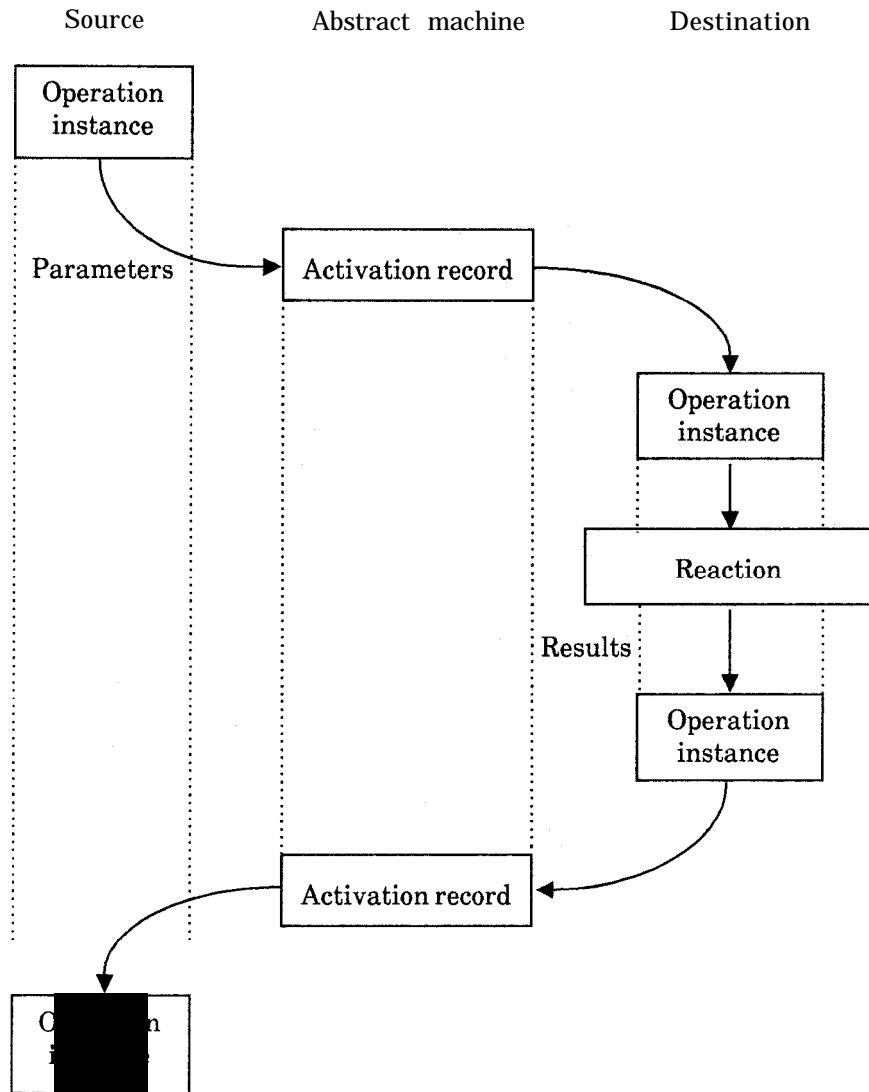 Source
Abstract machine
Destination
Operation
instance
Parameters
Activation record
Operation
instance
Reaction
Results
Operation
instance
Activation record